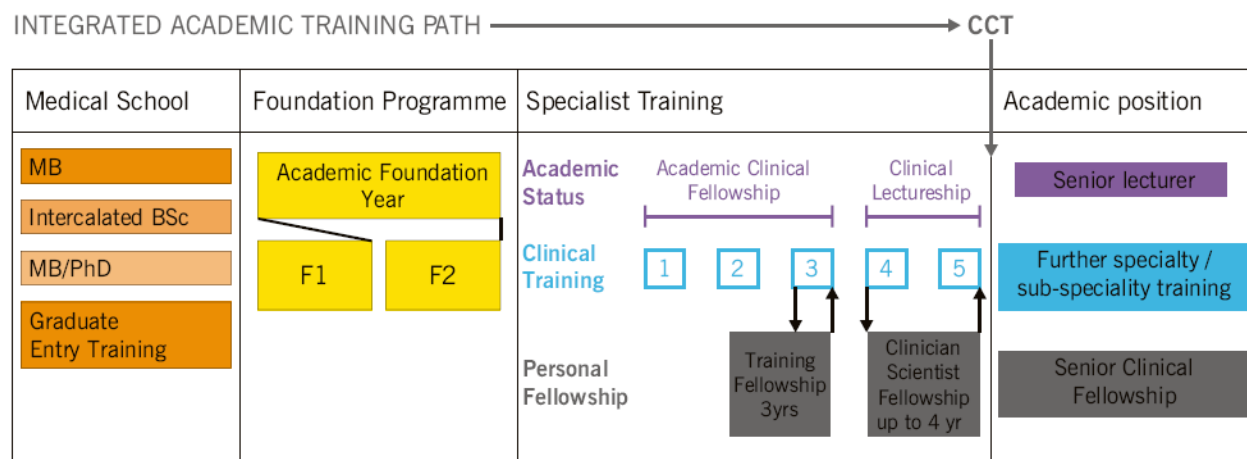 INTEGRATED ACADEMIC TRAINING PATH
CCT
Medical School
Foundation Programme
Specialist Training
Academic position
MB
Intercalated BSc
MB/PhD
Graduate
Entry Training
Academic Foundation
Year
F1
F2
Academic
Status
Academic Clinical
Fellowship
Clinical
Lectureship
Clinical
Training
1
2
3
4
5
Personal
Fellowship
Training
Fellowship
3yrs
Clinician
Scientist
Fellowship
up to 4 yr
Senior lecturer
Further specialty /
sub-speciality training
Senior Clinical
Fellowship